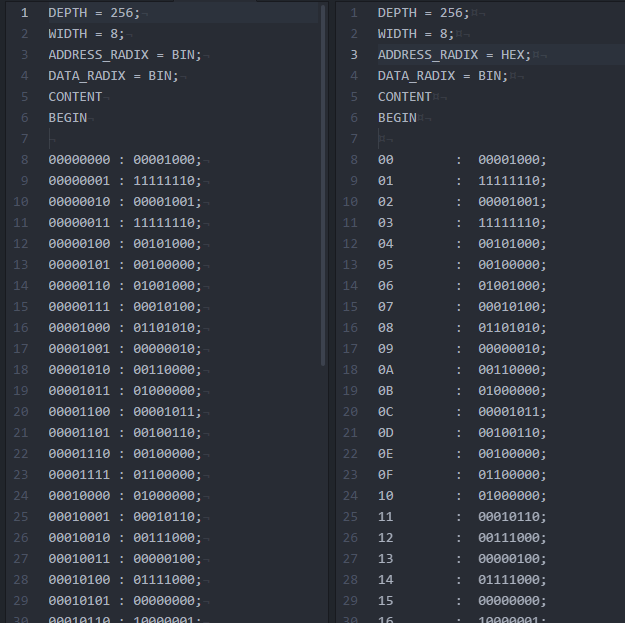 1 DEPTH = 256;
2 WIDTH = 8;
3 ADDRESS_RADIX = BIN;
4 DATA_RADIX = BIN;
5 CONTENT
6 BEGIN
7
8 00000000 : 00001000;
9 00000001 : 11111110;
10 00000010 : 00001001;
11 00000011 : 11111110;
12 00000100 : 00101000;
13 00000101 : 00100000;
14 00000110 : 01001000;
15 00000111 : 00010100;
16 00001000 : 01101010;
17 00001001 : 00000010;
18 00001010 : 00110000;
19 00001011 : 01000000;
20 00001100 : 00001011;
21 00001101 : 00100110;
22 00001110 : 00100000;
23 00001111 : 01100000;
24 00010000 : 01000000;
25 00010001 : 00010110;
26 00010010 : 00111000;
27 00010011 : 00000100;
28 00010100 : 01111000;
29 00010101 : 00000000;
30 00010110 : 10000001;
1 DEPTH = 256;
2 WIDTH = 8;
3 ADDRESS_RADIX = HEX;
4 DATA_RADIX = BIN;
5 CONTENT
6 BEGIN
7
8 00 : 00001000;
9 01 : 11111110;
10 02 : 00001001;
11 03 : 11111110;
12 04 : 00101000;
13 05 : 00100000;
14 06 : 01001000;
15 07 : 00010100;
16 08 : 01101010;
17 09 : 00000010;
18 0A : 00110000;
19 0B : 01000000;
20 0C : 00001011;
21 0D : 00100110;
22 0E : 00100000;
23 0F : 01100000;
24 10 : 01000000;
25 11 : 00010110;
26 12 : 00111000;
27 13 : 00000100;
28 14 : 01111000;
29 15 : 00000000;
30 16 : 10000001;